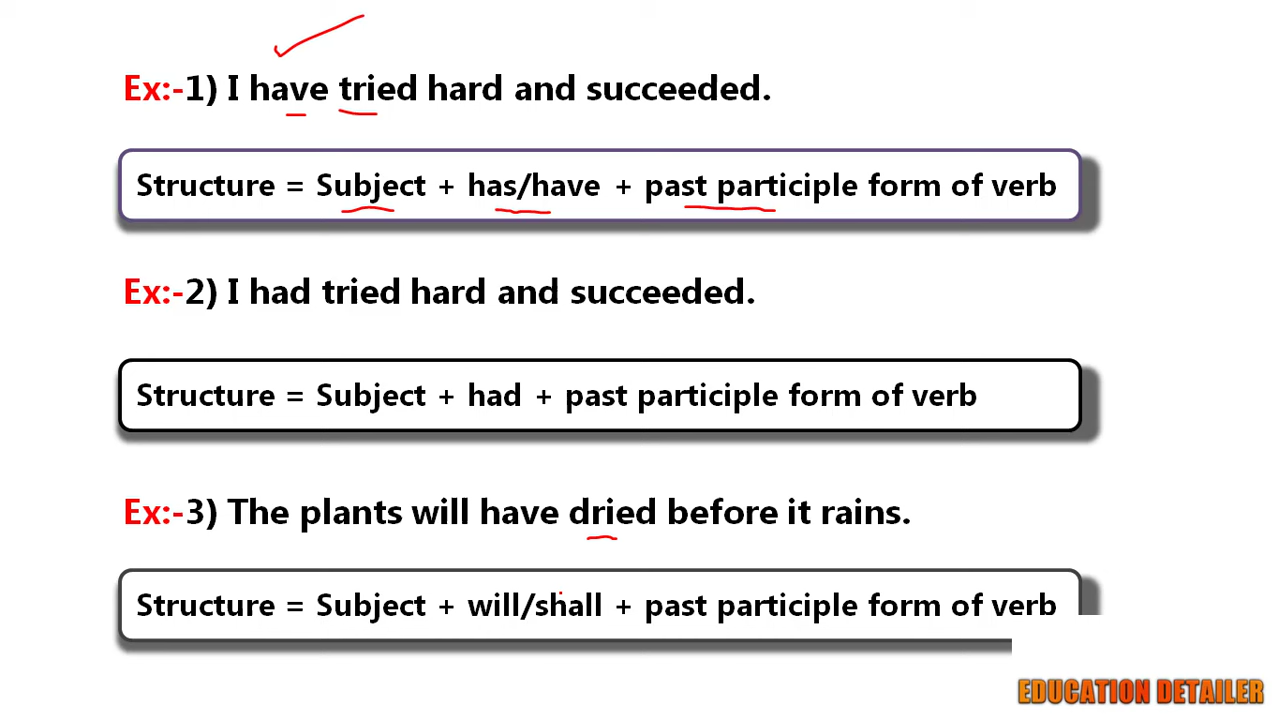 Ex:-1) I have tried hard and succeeded.
Structure = Subject + has/have + past participle form of verb
Ex:-2) I had tried hard and succeeded.
Structure = Subject + had + past participle form of verb
Ex:-3) The plants will have dried before it rains.
Structure = Subject + will/shall + past participle form of verb
EDUCATION DETAILER